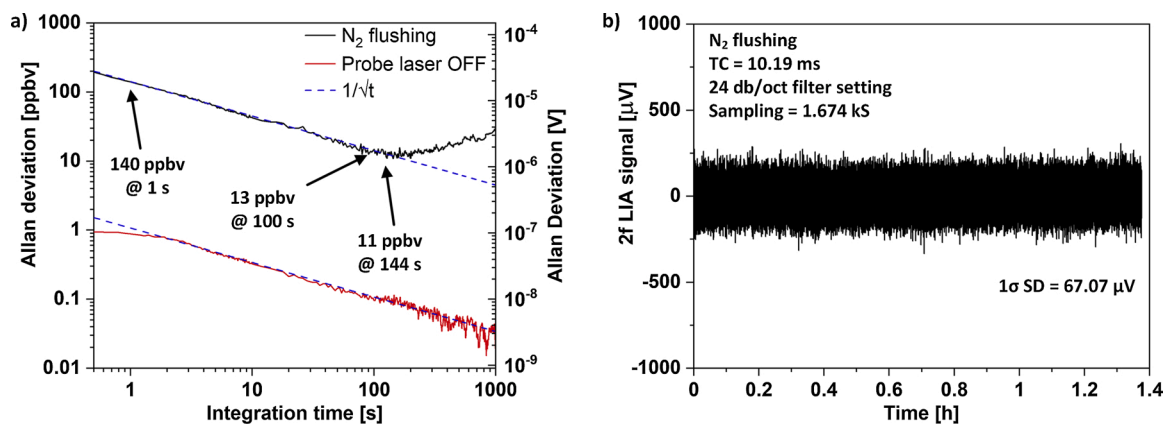 a)
Allan deviation [ppbv]
1000
100
10
1
0.1
0.01
N₂ flushing
Probe laser OFF
1/√t
140 ppbv
@ 1 s
13 ppbv
@ 100 s
11 ppbv
@ 144 s
10⁻⁴
10⁻⁵
10⁻⁶
10⁻⁷
10⁻⁸
10⁻⁹
Allan Deviation [V]
1
10
100
1000
Integration time [s]
b)
2f LIA signal [µV]
1000
500
0
-500
-1000
N₂ flushing
TC = 10.19 ms
24 db/oct filter setting
Sampling = 1.674 kS
1σ SD = 67.07 µV
0
0.2
0.4
0.6
0.8
1
1.2
1.4
Time [h]